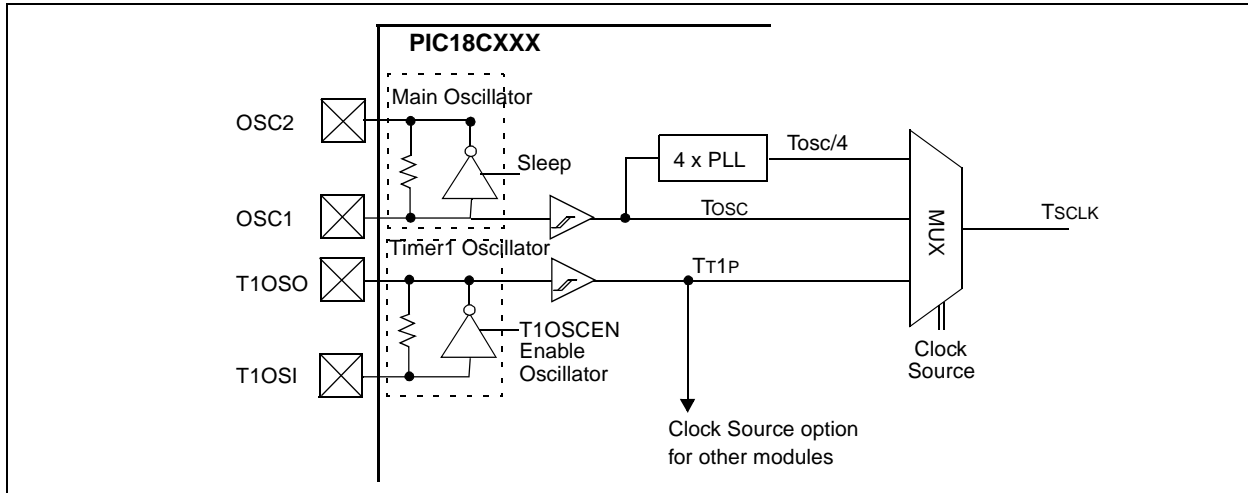 PIC18CXXX
Main Oscillator
OSC2
Sleep
4 x PLL
Tosc/4
OSC1
TOSC
MUX
TSCLK
Timer1 Oscillator
T1OSO
TT1P
T1OSCEN
Enable
Oscillator
T1OSI
Clock
Source
Clock Source option
for other modules